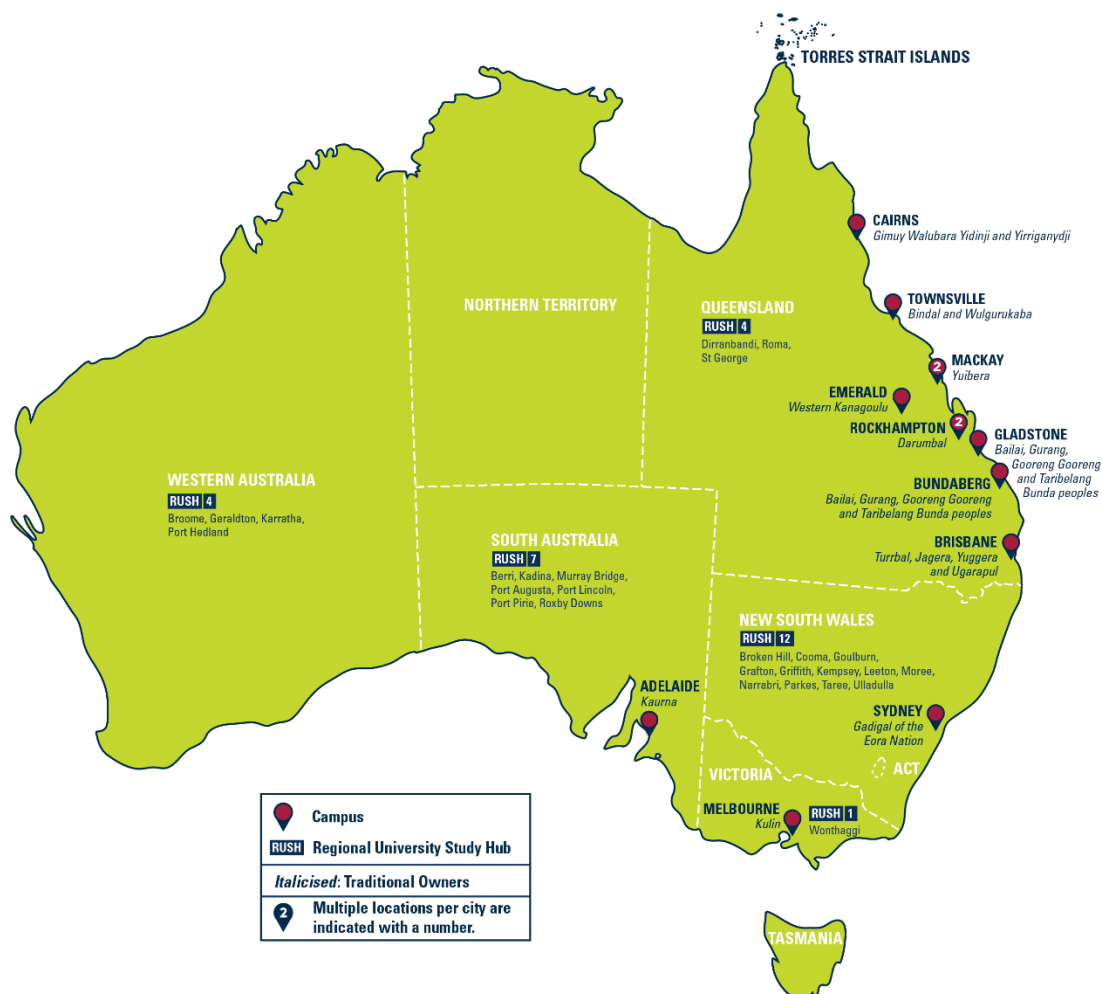 TORRES STRAIT ISLANDS
CAIRNS
Gimuy Walubara Yidinji and Yirriganydji
NORTHERN TERRITORY
QUEENSLAND
RUSH 4
Dirranbandi, Roma,
St George
TOWNSVILLE
Bindal and Wulgurukaba
2
MACKAY
Yuibera
EMERALD
Western Kanagoulu
2
ROCKHAMPTON
Darumbal
GLADSTONE
Bailai, Gurang,
Gooreng Gooreng
and Taribelang
Bunda peoples
BUNDABERG
Bailai, Gurang, Gooreng Gooreng
and Taribelang Bunda peoples
WESTERN AUSTRALIA
RUSH 4
Broome, Geraldton, Karratha,
Port Hedland
SOUTH AUSTRALIA
RUSH 7
Berri, Kadina, Murray Bridge,
Port Augusta, Port Lincoln,
Port Pirie, Roxby Downs
BRISBANE
Turrbal, Jagera, Yuggera
and Ugarapul
NEW SOUTH WALES
RUSH 12
Broken Hill, Cooma, Goulburn,
Grafton, Griffith, Kempsey, Leeton, Moree,
Narrabri, Parkes, Taree, Ulladulla
ADELAIDE
Kaurna
SYDNEY
Gadigal of the
Eora Nation
VICTORIA
ACT
MELBOURNE
Kulin
RUSH 1
Wonthaggi
Campus
RUSH Regional University Study Hub
Italicised: Traditional Owners
2 Multiple locations per city are
indicated with a number.
TASMANIA